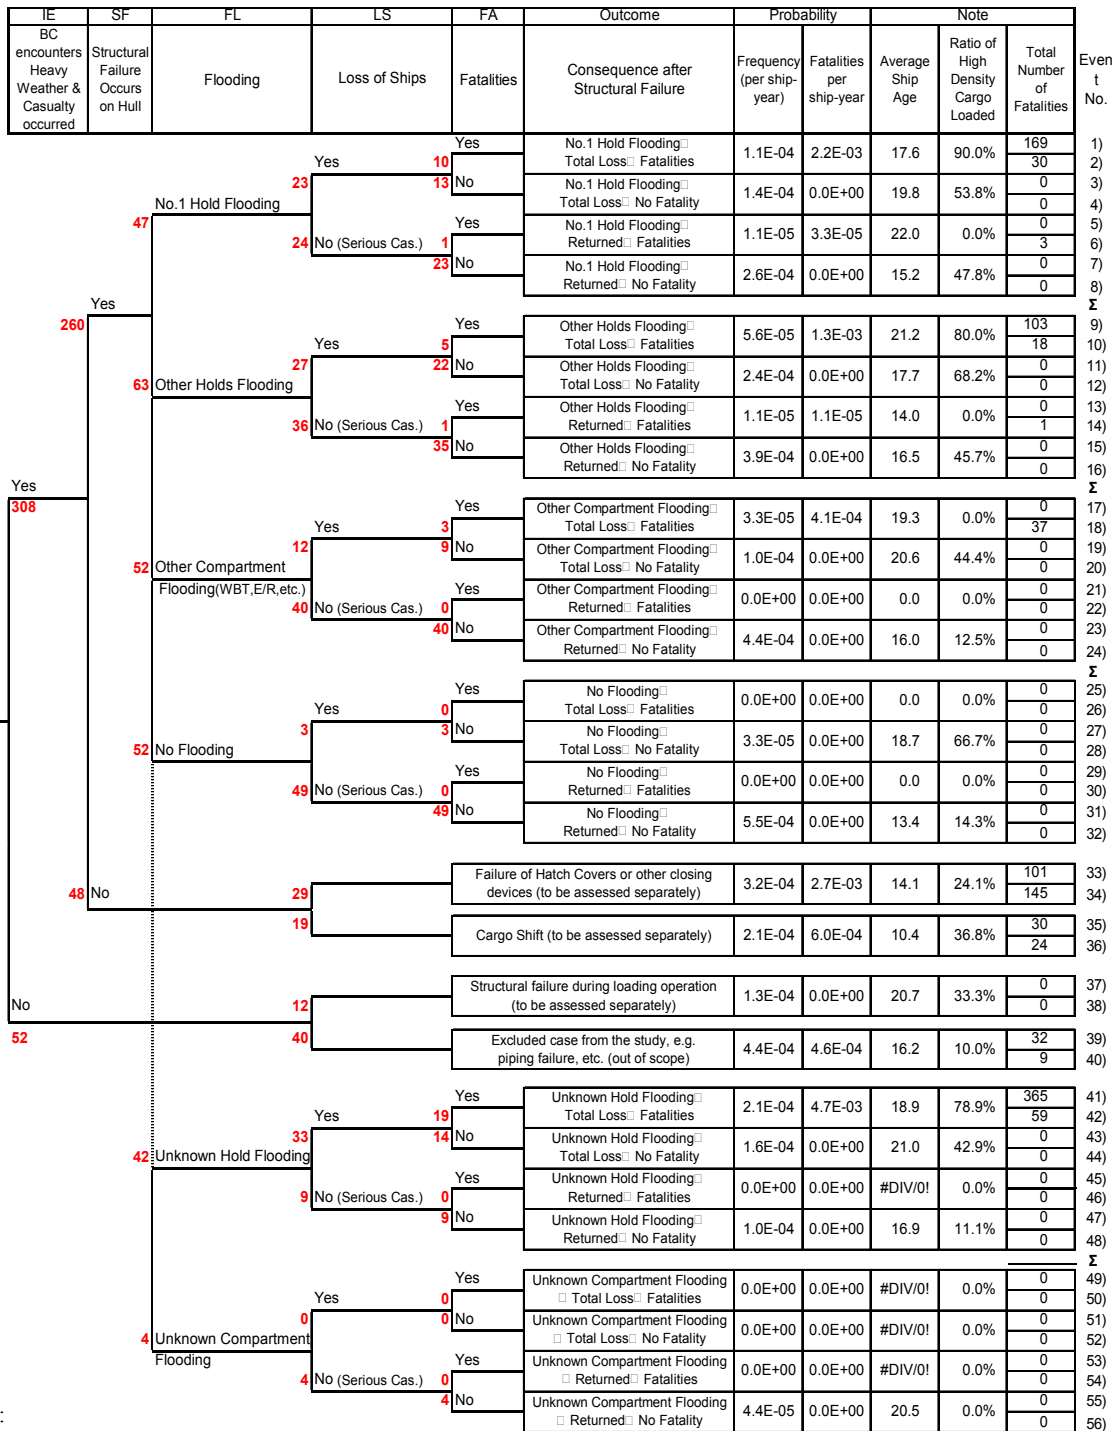 IE SF FL LS FA Outcome Probability Note
BC encounters Heavy Weather & Casualty occurred
Structural Failure Occurs on Hull
Flooding
Loss of Ships
Fatalities
Consequence after Structural Failure
Frequency (per ship-year)
Fatalities per ship-year
Average Ship Age
Ratio of High Density Cargo Loaded
Total Number of Fatalities
Even t No.
Yes No.1 Hold Flooding□ 169 1)
Yes 10 Total Loss□ Fatalities 1.1E-04 2.2E-03 17.6 90.0% 30 2)
23 13 No No.1 Hold Flooding□ 0 3)
No.1 Hold Flooding Total Loss□ No Fatality 1.4E-04 0.0E+00 19.8 53.8% 0 4)
47 Yes No.1 Hold Flooding□ 0 5)
24 No (Serious Cas.) 1 Returned□ Fatalities 1.1E-05 3.3E-05 22.0 0.0% 3 6)
23 No No.1 Hold Flooding□ 0 7)
Returned□ No Fatality 2.6E-04 0.0E+00 15.2 47.8% 0 8)
Yes Σ
260 Yes Other Holds Flooding□ 103 9)
Yes 5 Total Loss□ Fatalities 5.6E-05 1.3E-03 21.2 80.0% 18 10)
27 22 No Other Holds Flooding□ 0 11)
63 Other Holds Flooding Total Loss□ No Fatality 2.4E-04 0.0E+00 17.7 68.2% 0 12)
Yes Other Holds Flooding□ 0 13)
36 No (Serious Cas.) 1 Returned□ Fatalities 1.1E-05 1.1E-05 14.0 0.0% 1 14)
35 No Other Holds Flooding□ 0 15)
Returned□ No Fatality 3.9E-04 0.0E+00 16.5 45.7% 0 16)
Yes Σ
308 Yes Other Compartment Flooding□ 0 17)
Yes 3 Total Loss□ Fatalities 3.3E-05 4.1E-04 19.3 0.0% 37 18)
12 9 No Other Compartment Flooding□ 0 19)
52 Other Compartment Total Loss□ No Fatality 1.0E-04 0.0E+00 20.6 44.4% 0 20)
Flooding(WBT,E/R,etc.) Yes Other Compartment Flooding□ 0 21)
40 No (Serious Cas.) 0 Returned□ Fatalities 0.0E+00 0.0E+00 0.0 0.0% 0 22)
40 No Other Compartment Flooding□ 0 23)
Returned□ No Fatality 4.4E-04 0.0E+00 16.0 12.5% 0 24)
Σ
Yes No Flooding□ 0 25)
Yes 0 Total Loss□ Fatalities 0.0E+00 0.0E+00 0.0 0.0% 0 26)
3 3 No No Flooding□ 0 27)
52 No Flooding Total Loss□ No Fatality 3.3E-05 0.0E+00 18.7 66.7% 0 28)
Yes No Flooding□ 0 29)
49 No (Serious Cas.) 0 Returned□ Fatalities 0.0E+00 0.0E+00 0.0 0.0% 0 30)
49 No No Flooding□ 0 31)
Returned□ No Fatality 5.5E-04 0.0E+00 13.4 14.3% 0 32)
Failure of Hatch Covers or other closing 101 33)
48 No 29 devices (to be assessed separately) 3.2E-04 2.7E-03 14.1 24.1% 145 34)
19 30 35)
Cargo Shift (to be assessed separately) 2.1E-04 6.0E-04 10.4 36.8% 24 36)
Structural failure during loading operation 0 37)
No 12 (to be assessed separately) 1.3E-04 0.0E+00 20.7 33.3% 0 38)
52 40 Excluded case from the study, e.g. 32 39)
piping failure, etc. (out of scope) 4.4E-04 4.6E-04 16.2 10.0% 9 40)
Yes Unknown Hold Flooding□ 365 41)
Yes 19 Total Loss□ Fatalities 2.1E-04 4.7E-03 18.9 78.9% 59 42)
33 14 No Unknown Hold Flooding□ 0 43)
42 Unknown Hold Flooding Total Loss□ No Fatality 1.6E-04 0.0E+00 21.0 42.9% 0 44)
Yes Unknown Hold Flooding□ 0 45)
9 No (Serious Cas.) 0 Returned□ Fatalities 0.0E+00 0.0E+00 #DIV/0! 0.0% 0 46)
9 No Unknown Hold Flooding□ 0 47)
Returned□ No Fatality 1.0E-04 0.0E+00 16.9 11.1% 0 48)
Σ
Yes Unknown Compartment Flooding 0 49)
Yes 0 □ Total Loss□ Fatalities 0.0E+00 0.0E+00 #DIV/0! 0.0% 0 50)
0 0 No Unknown Compartment Flooding 0 51)
4 Unknown Compartment □ Total Loss□ No Fatality 0.0E+00 0.0E+00 #DIV/0! 0.0% 0 52)
Flooding Yes Unknown Compartment Flooding 0 53)
4 No (Serious Cas.) 0 □ Returned□ Fatalities 0.0E+00 0.0E+00 #DIV/0! 0.0% 0 54)
4 No Unknown Compartment Flooding 0 55)
: □ Returned□ No Fatality 4.4E-05 0.0E+00 20.5 0.0% 0 56)